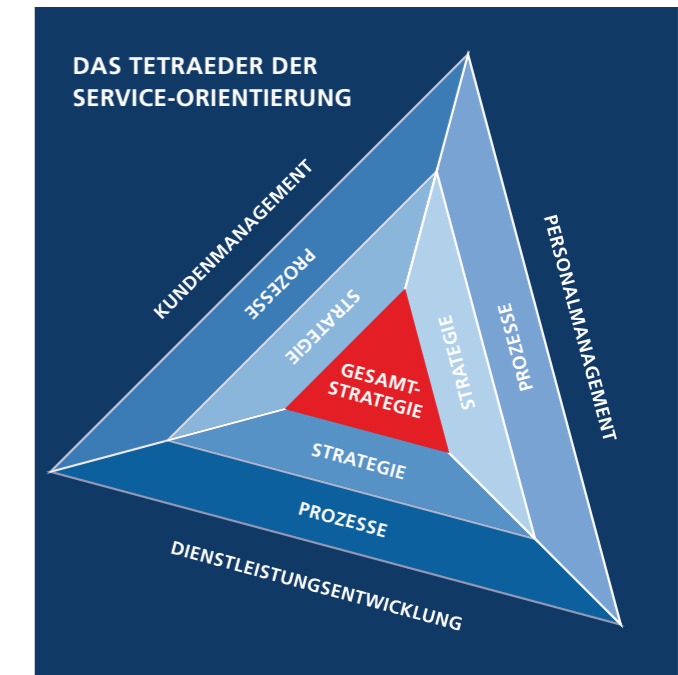 DAS TETRAEDER DER
SERVICE-ORIENTIERUNG
KUNDENMANAGEMENT
PROZESSE
STRATEGIE
PERSONALMANAGEMENT
PROZESSE
STRATEGIE
GESAMT-
STRATEGIE
STRATEGIE
PROZESSE
DIENSTLEISTUNGSENTWICKLUNG